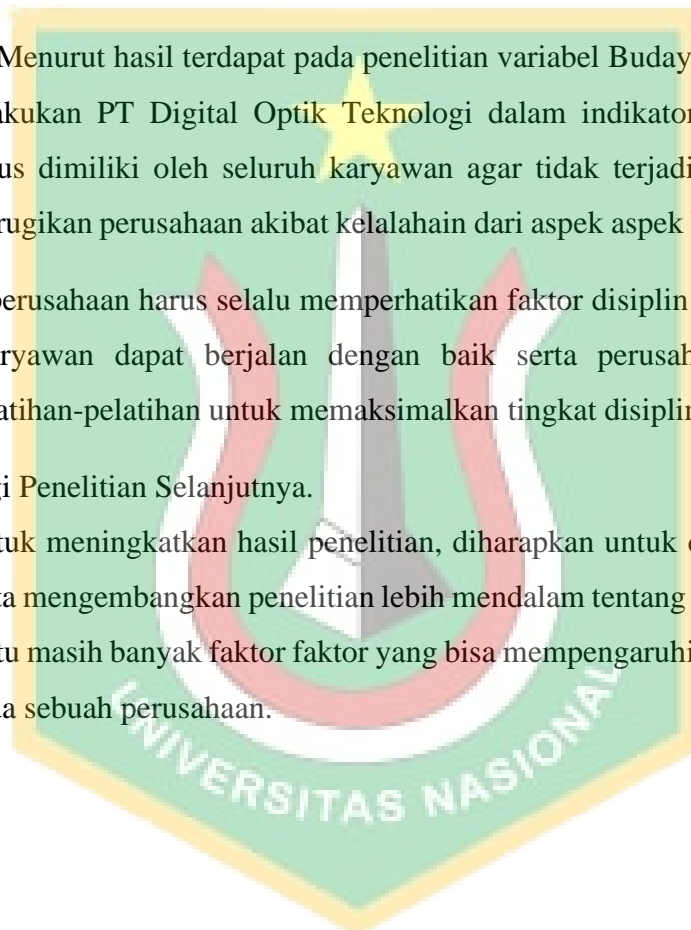 Menurut hasil terdapat pada penelitian variabel Buday
akukan PT Digital Optik Teknologi dalam indikator
us dimiliki oleh seluruh karyawan agar tidak terjadi
rugikan perusahaan akibat kelalahain dari aspek aspek
perusahaan harus selalu memperhatikan faktor disiplin
ryawan dapat berjalan dengan baik serta perusah
atihan-pelatihan untuk memaksimalkan tingkat disiplin
gi Penelitian Selanjutnya.
tuk meningkatkan hasil penelitian, diharapkan untuk
ta mengembangkan penelitian lebih mendalam tentang
tu masih banyak faktor faktor yang bisa mempengaruhi
da sebuah perusahaan.
UNIVERSITAS NASIONAL